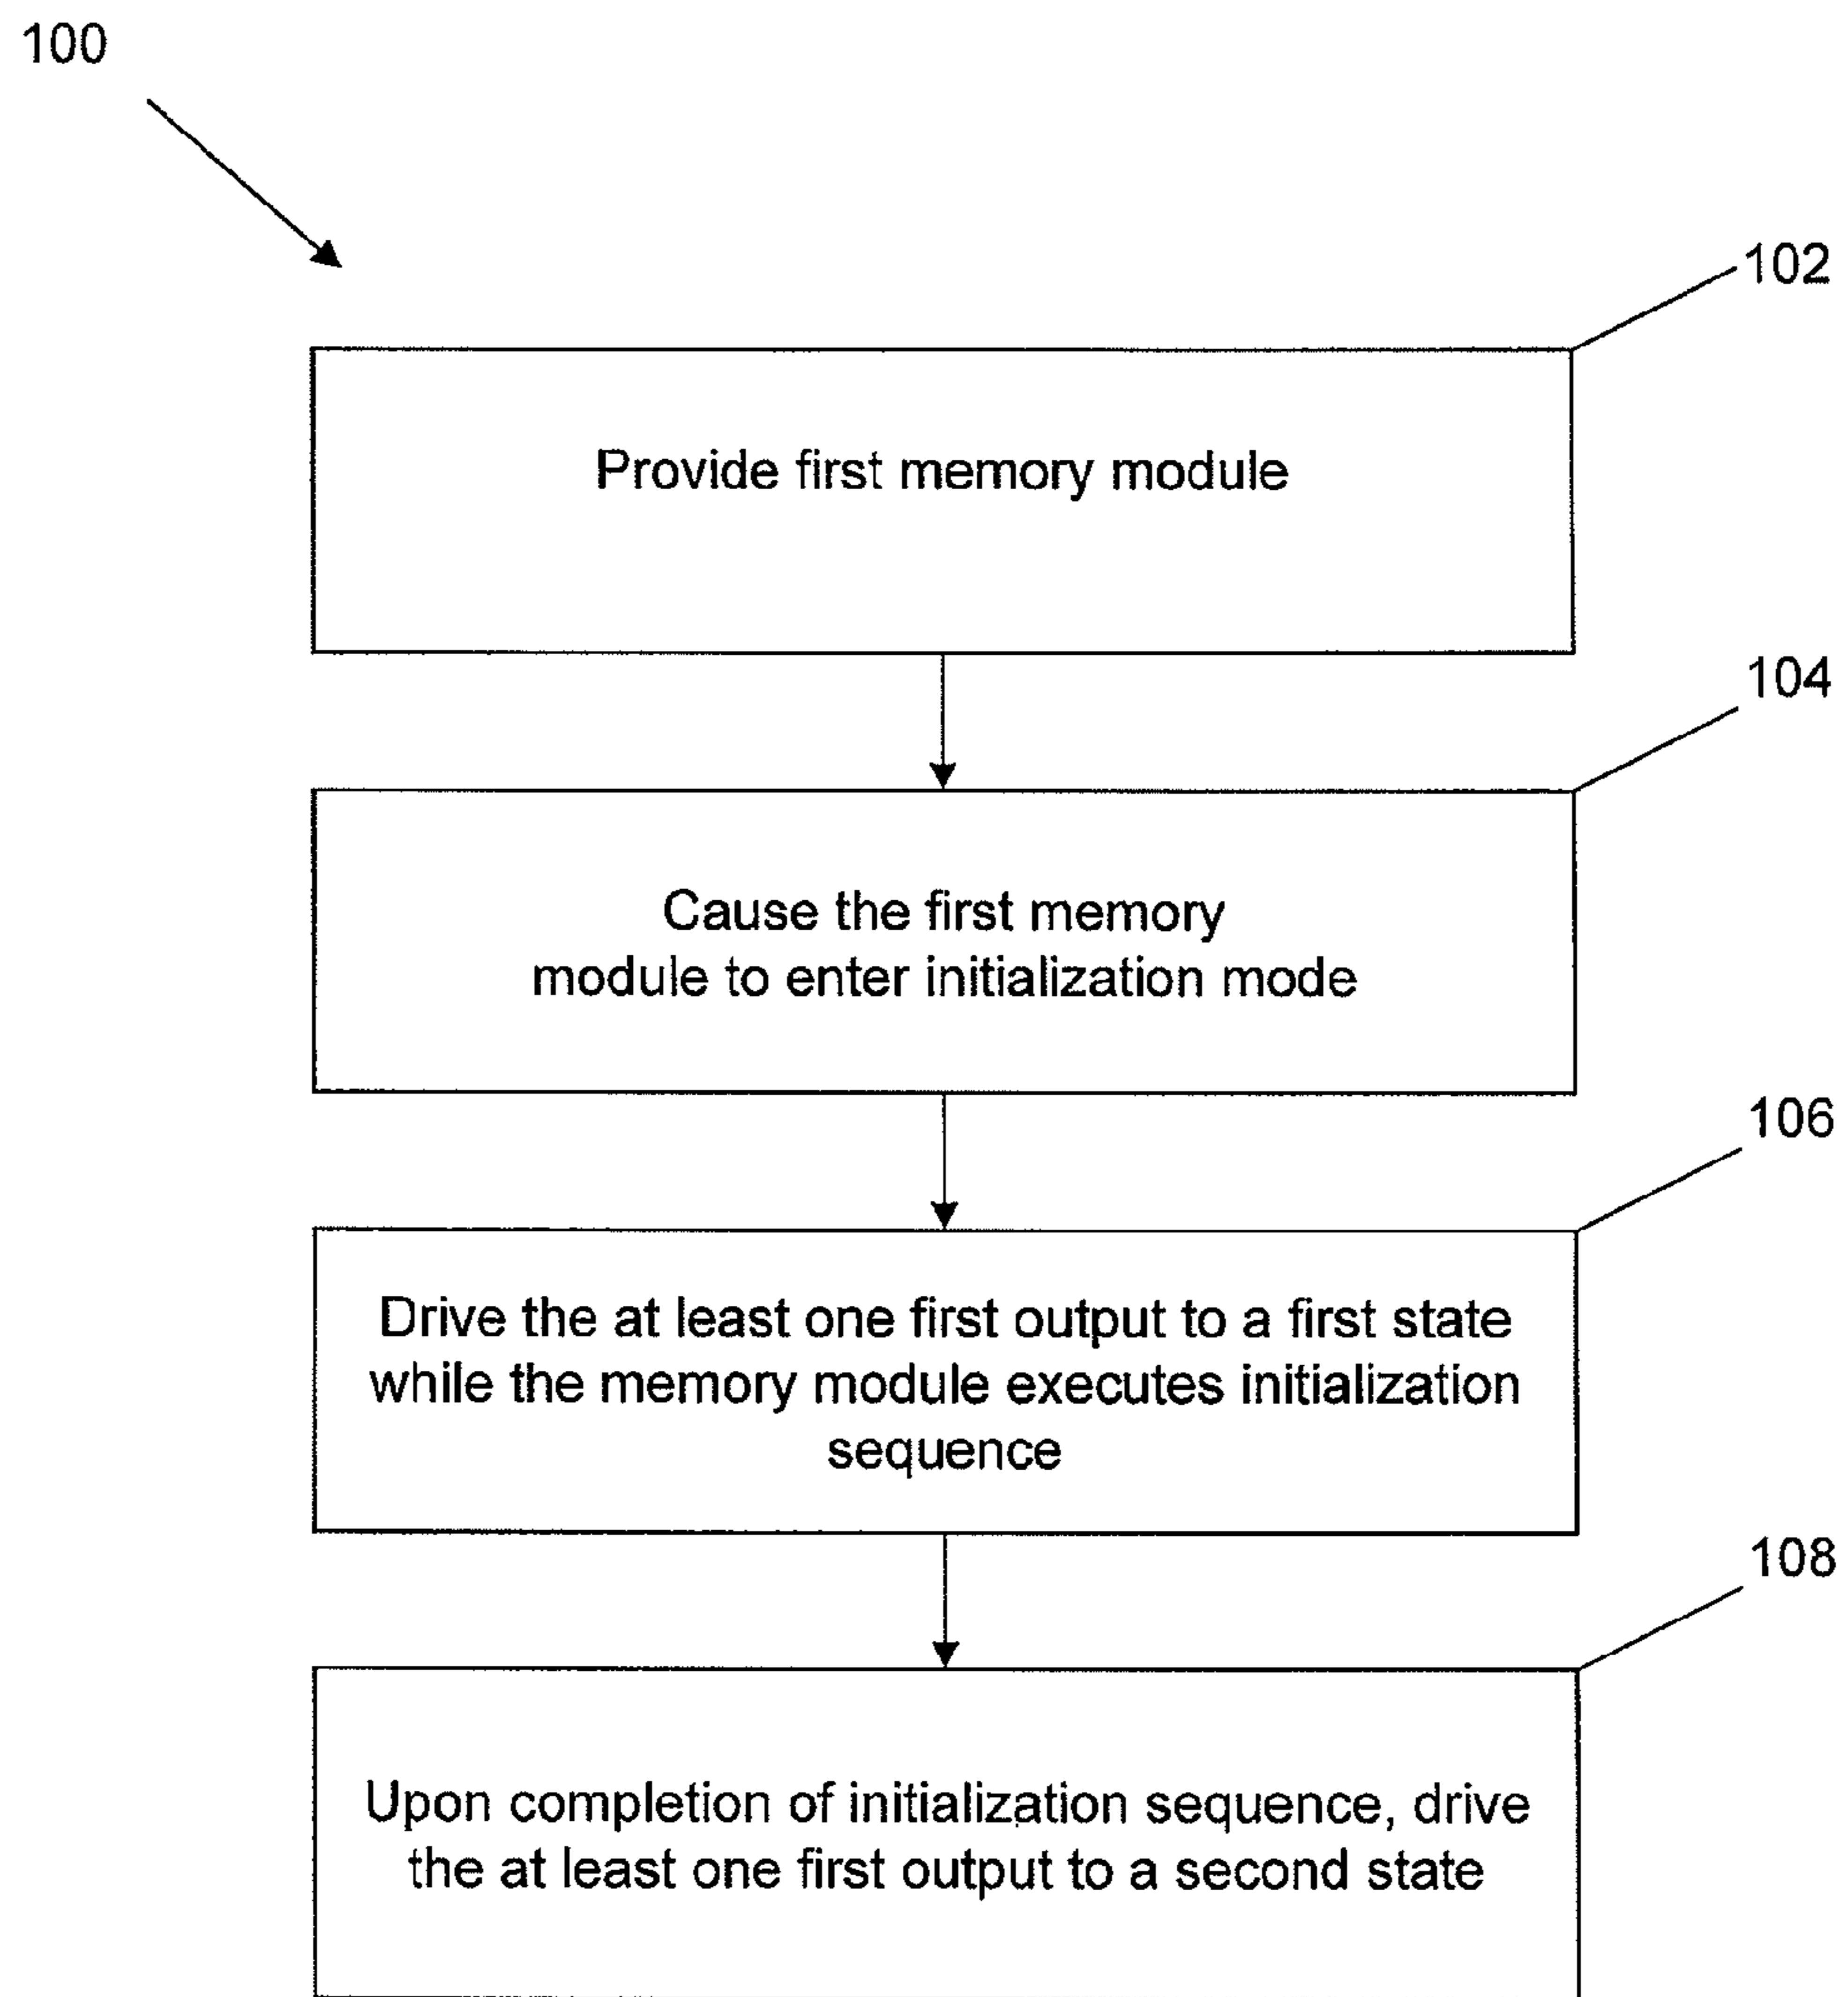 100
102
Provide first memory module
104
Cause the first memory
module to enter initialization mode
106
Drive the at least one first output to a first state
while the memory module executes initialization
sequence
108
Upon completion of initialization sequence, drive
the at least one first output to a second state